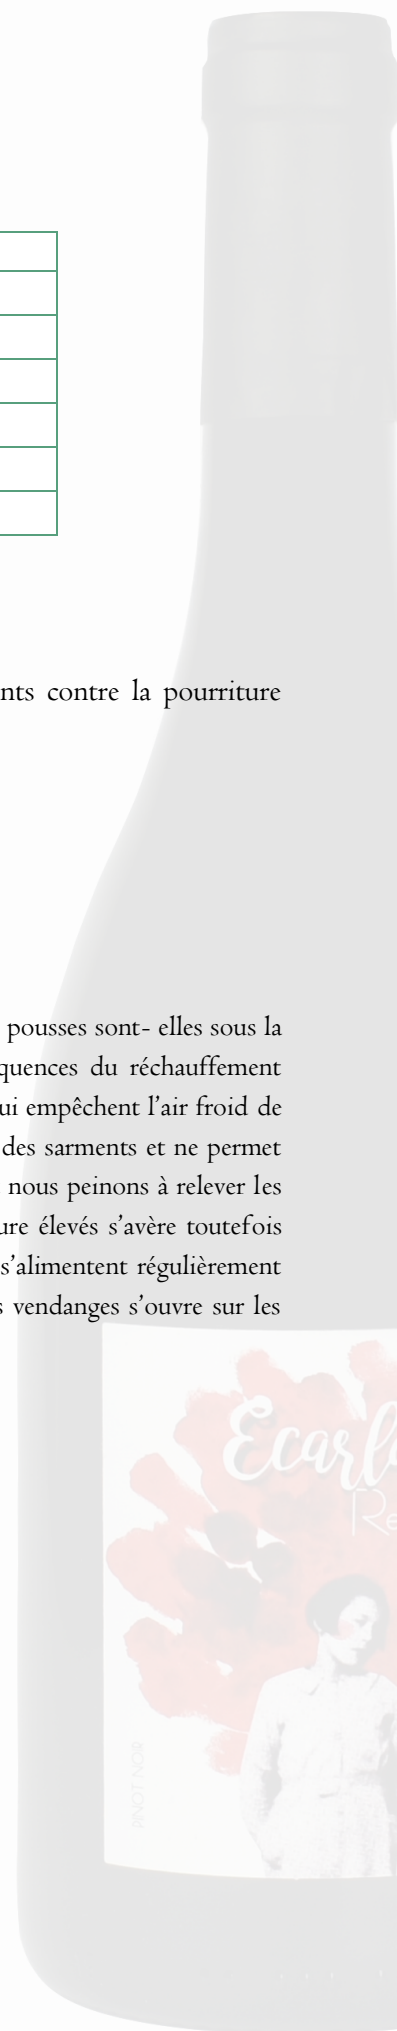 nts contre la pourriture
pousses sont- elles sous la
quences du réchauffement
ui empêchent l’air froid de
des sarments et ne permet
nous peinons à relever les
ure élevés s’avère toutefois
s’alimentent régulièrement
s vendanges s’ouvre sur les
Ecarl
Re
PINOT NOIR